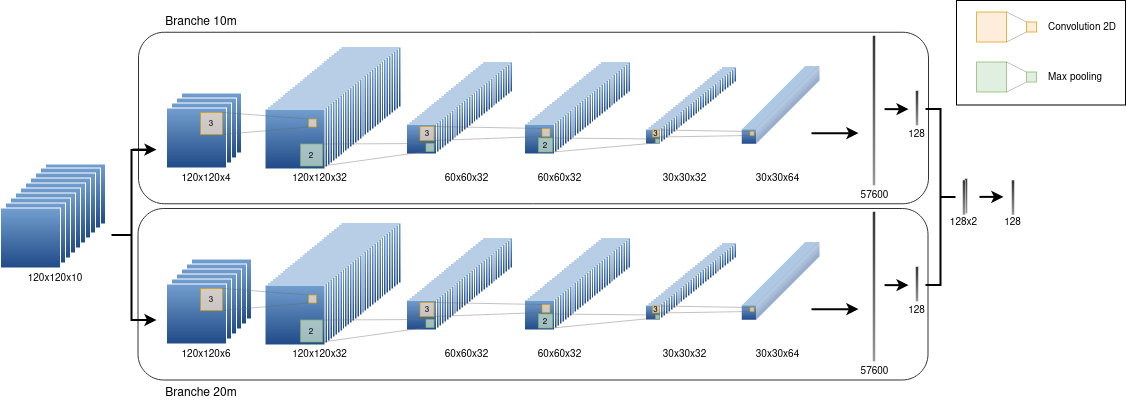 Branche 10m
Convolution 2D
Max pooling
3
2
3
2
3
120x120x4
120x120x32
60x60x32
60x60x32
30x30x32
30x30x64
57600
128
120x120x10
128x2
128
3
2
3
2
3
120x120x6
120x120x32
60x60x32
60x60x32
30x30x32
30x30x64
57600
128
Branche 20m